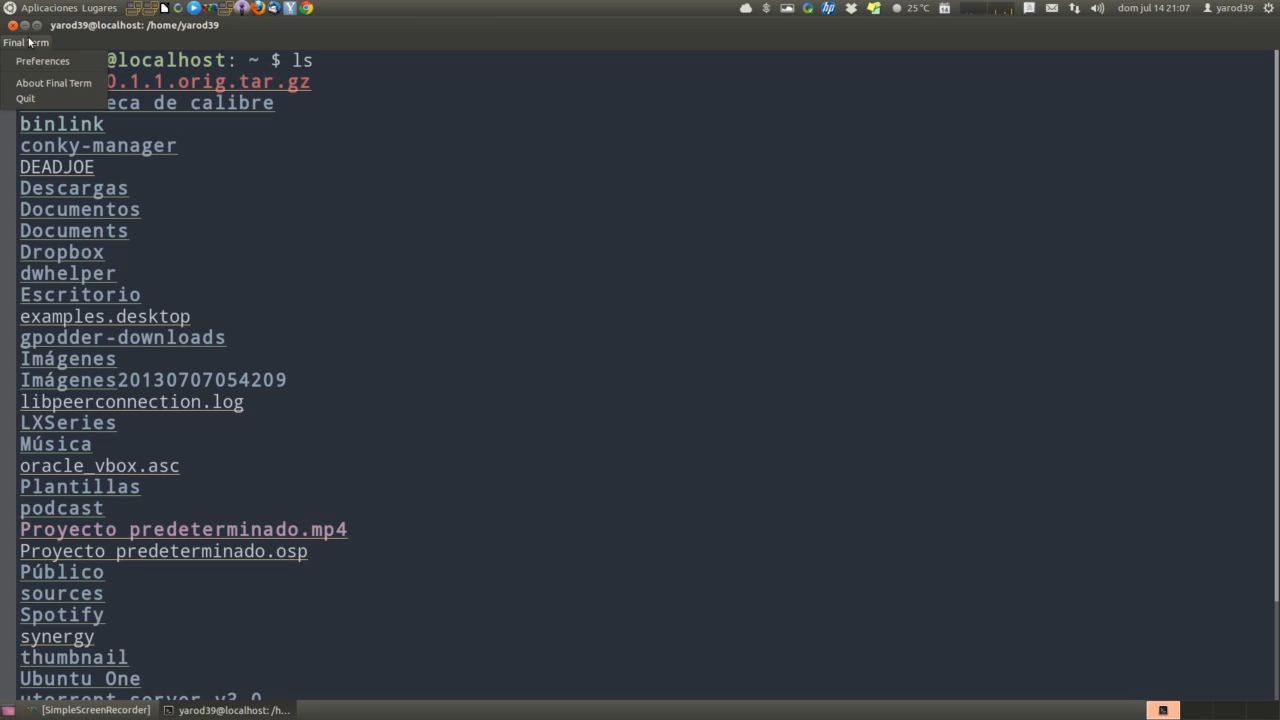 Aplicaciones Lugares
25 °C
dom jul 14 21:07
yarod39
yarod39@localhost: /home/yarod39
Final Term
Preferences
About Final Term
Quit
@localhost: ~ $ ls
0.1.1.orig.tar.gz
eca de calibre
binlink
conky-manager
DEADJOE
Descargas
Documentos
Documents
Dropbox
dwhelper
Escritorio
examples.desktop
gpodder-downloads
Imágenes
Imágenes20130707054209
libpeerconnection.log
LXSeries
Música
oracle_vbox.asc
Plantillas
podcast
Proyecto predeterminado.mp4
Proyecto predeterminado.osp
Público
sources
Spotify
synergy
thumbnail
Ubuntu One
utorrent-server-v3_0
[SimpleScreenRecorder]
yarod39@localhost: /h...